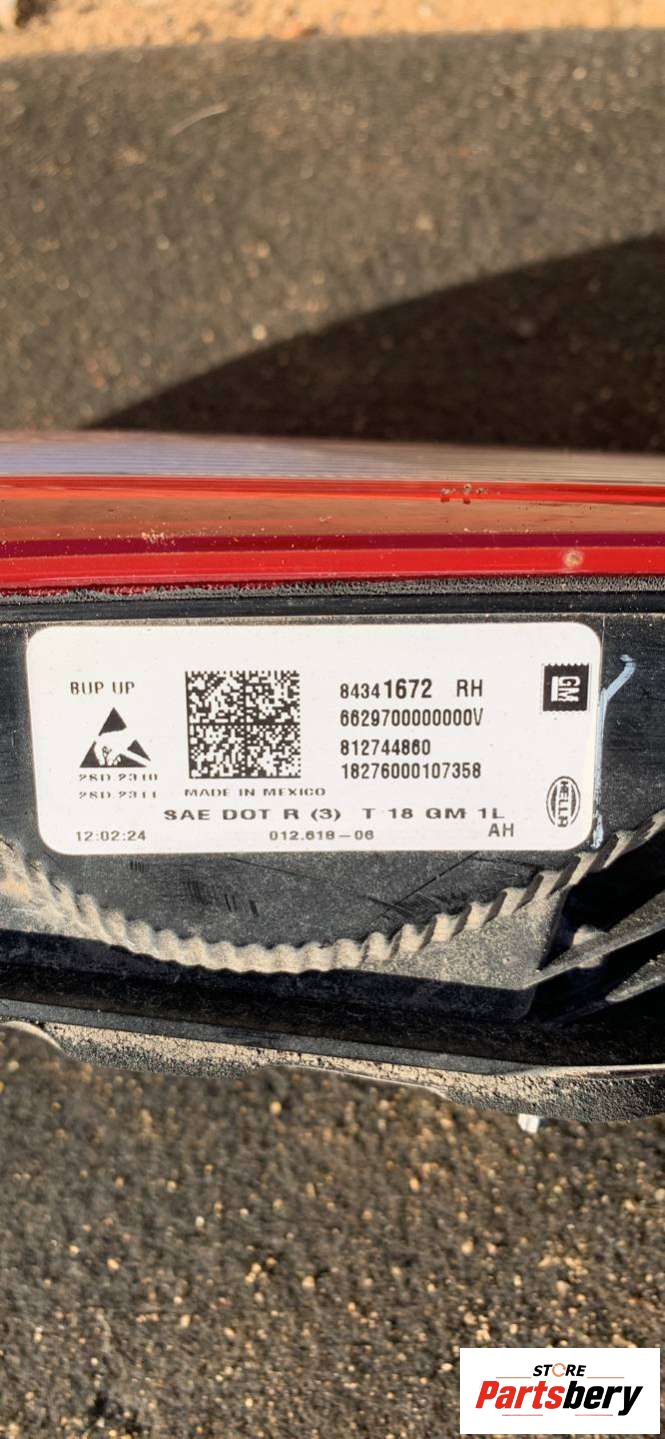 BUP UP
84341672 RH
GM
6629700000000V
812744860
28D 2310
18276000107358
28D 2311
MADE IN MEXICO
HELLA
SAE DOT R (3) T 18 GM 1L
12:02:24
012.618-06
AH
STORE
Partsbery